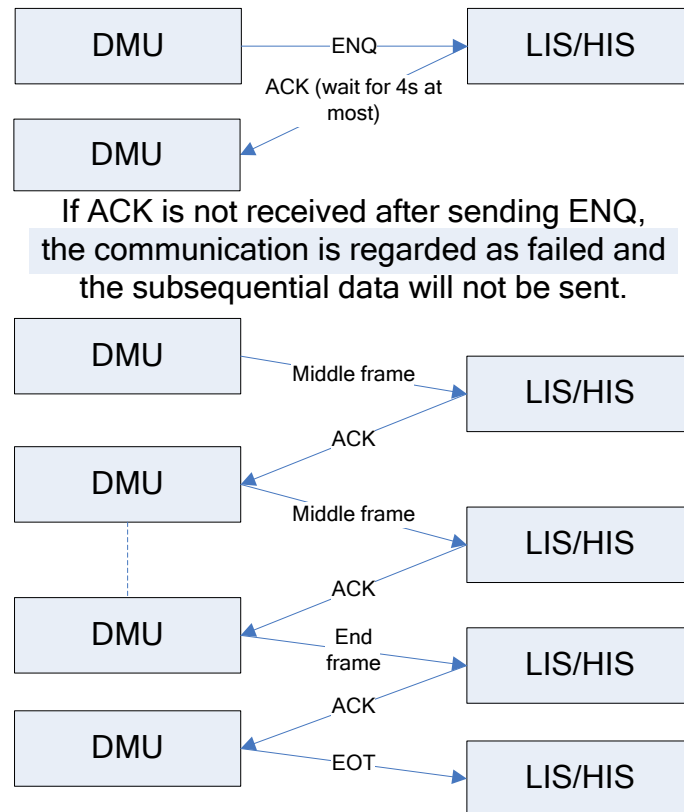 DMU
ENQ
LIS/HIS
ACK (wait for 4s at
most)
DMU
If ACK is not received after sending ENQ,
the communication is regarded as failed and
the subsequential data will not be sent.
DMU
Middle frame
LIS/HIS
ACK
DMU
Middle frame
LIS/HIS
ACK
DMU
End
frame
LIS/HIS
ACK
DMU
EOT
LIS/HIS